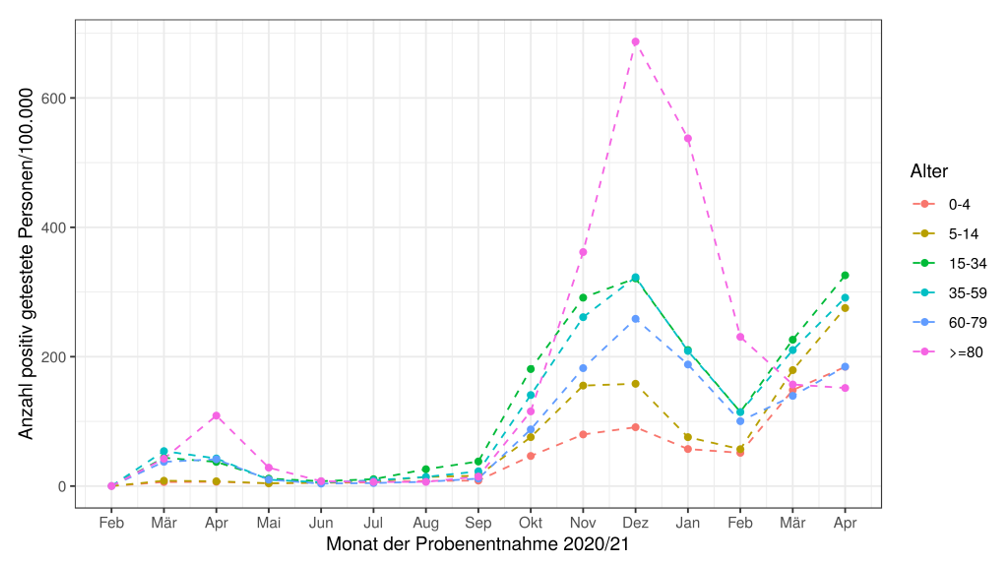 Anzahl positiv getestete Personen/100.000
600
400
200
0
Feb Mär Apr Mai Jun Jul Aug Sep Okt Nov Dez Jan Feb Mär Apr
Monat der Probenentnahme 2020/21
Alter
0-4
5-14
15-34
35-59
60-79
>=80